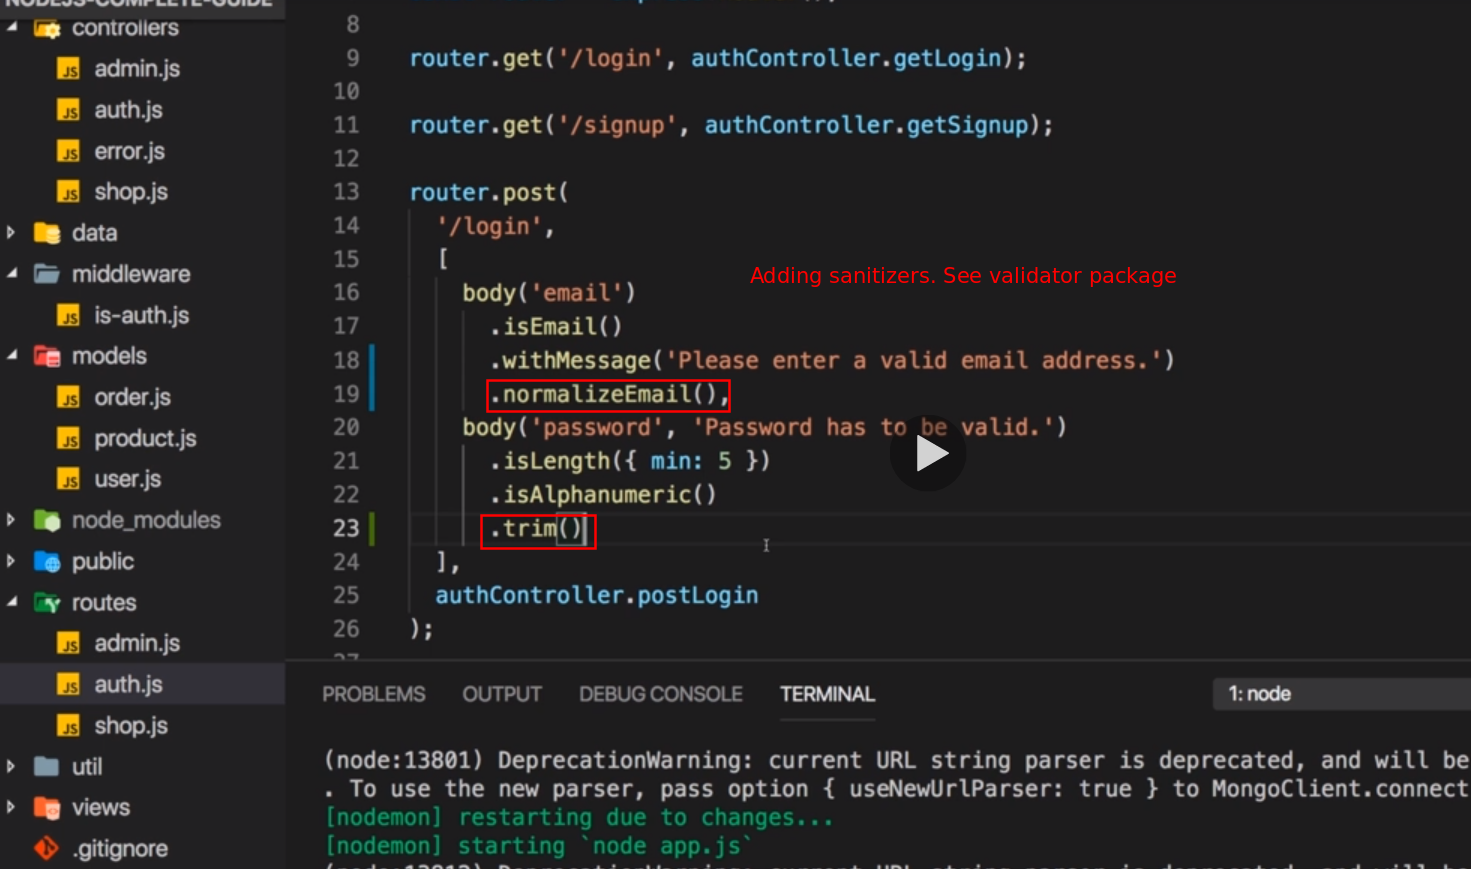 NODEJS-COMPLETE-GUIDE
controllers
admin.js
auth.js
error.js
shop.js
data
middleware
is-auth.js
models
order.js
product.js
user.js
node_modules
public
routes
admin.js
auth.js
shop.js
util
views
.gitignore
8
9 router.get('/login', authController.getLogin);
10
11 router.get('/signup', authController.getSignup);
12
13 router.post(
14 '/login',
15 [
Adding sanitizers. See validator package
16 body('email')
17 .isEmail()
18 .withMessage('Please enter a valid email address.')
19 .normalizeEmail(),
20 body('password', 'Password has to be valid.')
21 .isLength({ min: 5 })
22 .isAlphanumeric()
23 .trim()
24 ],
25 authController.postLogin
26 );
27
PROBLEMS OUTPUT DEBUG CONSOLE TERMINAL 1: node
(node:13801) DeprecationWarning: current URL string parser is deprecated, and will be
. To use the new parser, pass option { useNewUrlParser: true } to MongoClient.connect
[nodemon] restarting due to changes...
[nodemon] starting `node app.js`